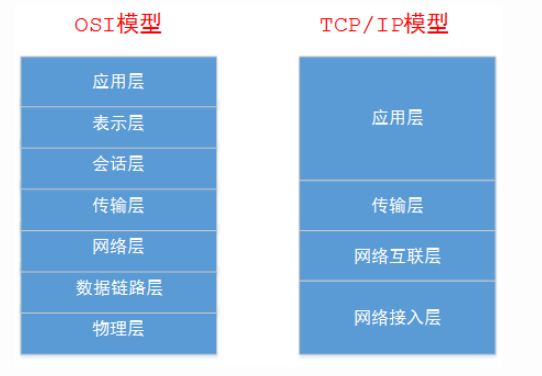 OSI模型
TCP/IP模型
应用层
表示层
会话层
传输层
网络层
数据链路层
物理层
应用层
传输层
网络互联层
网络接入层